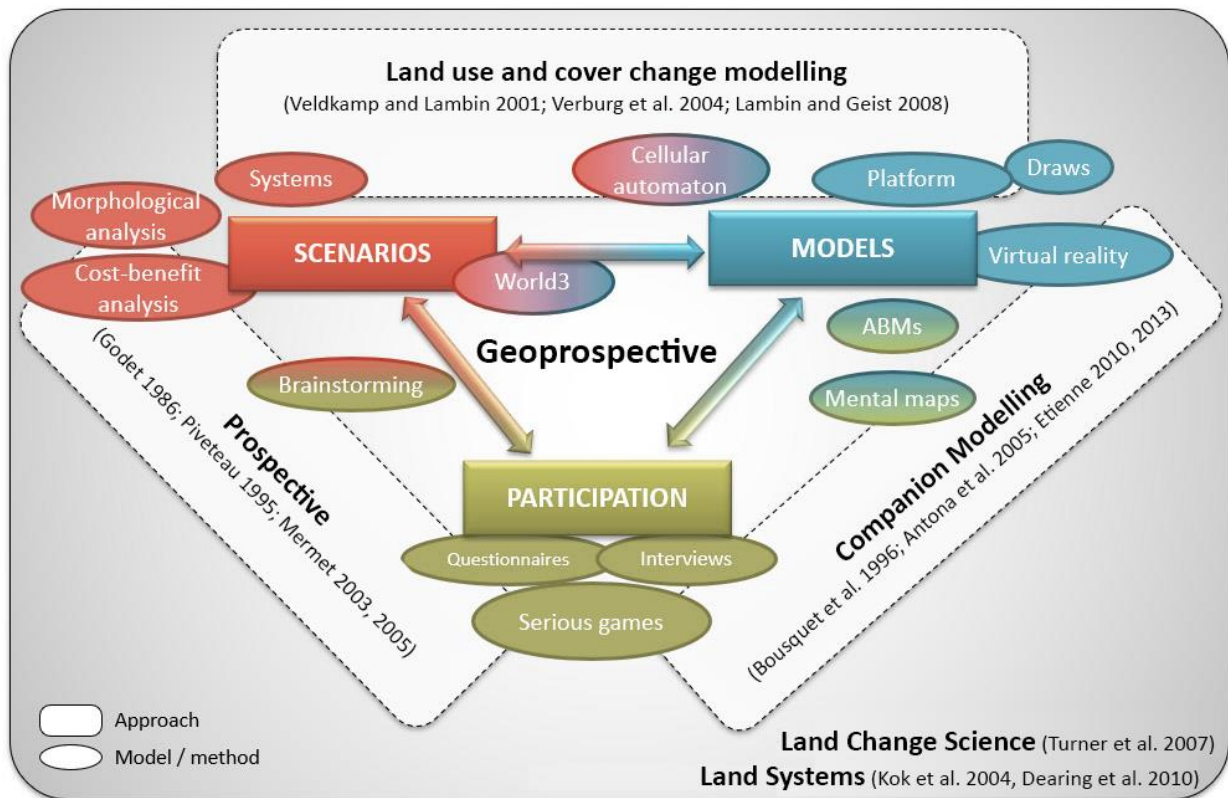 Land use and cover change modelling
(Veldkamp and Lambin 2001; Verburg et al. 2004; Lambin and Geist 2008)
Systems
Cellular
automaton
Platform
Draws
Morphological
analysis
SCENARIOS
MODELS
Cost-benefit
analysis
World3
Virtual reality
Geoprospective
ABMs
Brainstorming
Mental maps
Prospective
(Godet 1986; Piveteau 1995; Mermet 2003, 2005)
Companion Modelling
(Bousquet et al. 1996; Antona et al. 2005; Etienne 2010, 2013)
PARTICIPATION
Questionnaires
Interviews
Serious games
Approach
Model / method
Land Change Science (Turner et al. 2007)
Land Systems (Kok et al. 2004, Dearing et al. 2010)